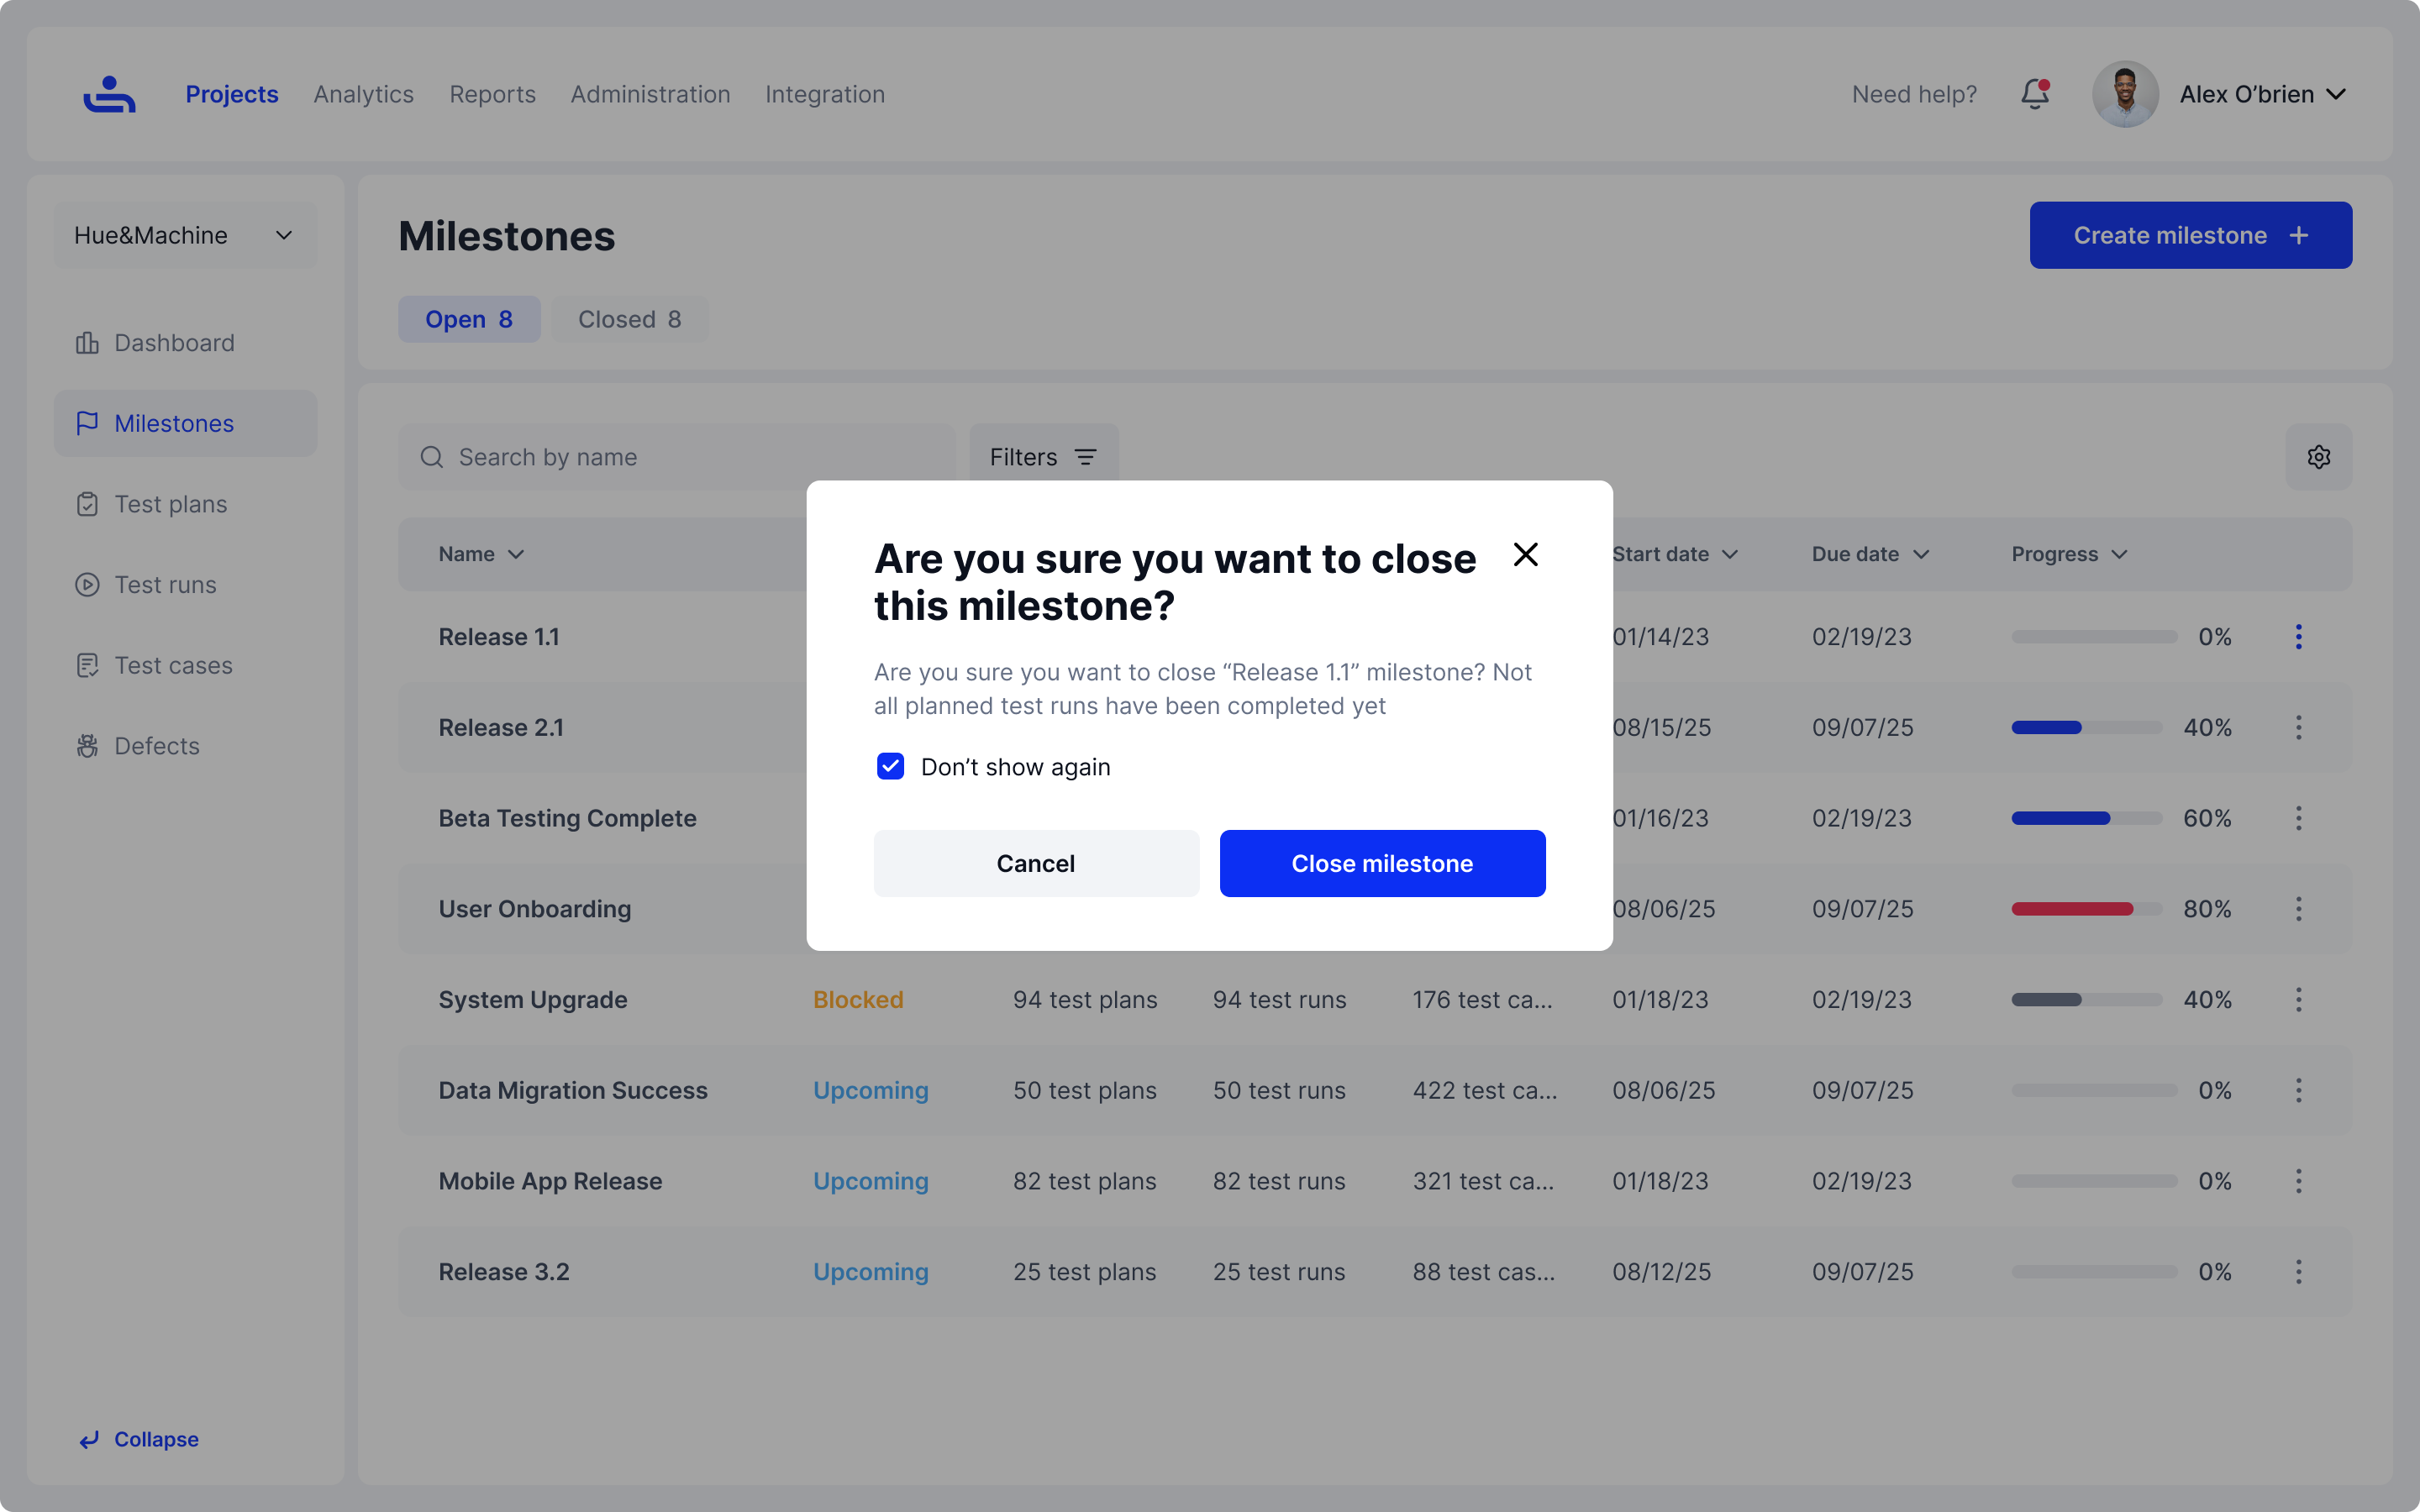 Projects Analytics Reports Administration Integration Need help? Alex O’brien
Hue&Machine
Dashboard
Milestones
Test plans
Test runs
Test cases
Defects
Collapse
Milestones
Create milestone
Open 8 Closed 8
Search by name Filters
Name Start date Due date Progress
Release 1.1 01/14/23 02/19/23 0%
Release 2.1 08/15/25 09/07/25 40%
Beta Testing Complete 01/16/23 02/19/23 60%
User Onboarding 08/06/25 09/07/25 80%
System Upgrade Blocked 94 test plans 94 test runs 176 test ca... 01/18/23 02/19/23 40%
Data Migration Success Upcoming 50 test plans 50 test runs 422 test ca... 08/06/25 09/07/25 0%
Mobile App Release Upcoming 82 test plans 82 test runs 321 test ca... 01/18/23 02/19/23 0%
Release 3.2 Upcoming 25 test plans 25 test runs 88 test cas... 08/12/25 09/07/25 0%
Are you sure you want to close
this milestone?
Are you sure you want to close “Release 1.1” milestone? Not
all planned test runs have been completed yet
Don’t show again
Cancel Close milestone